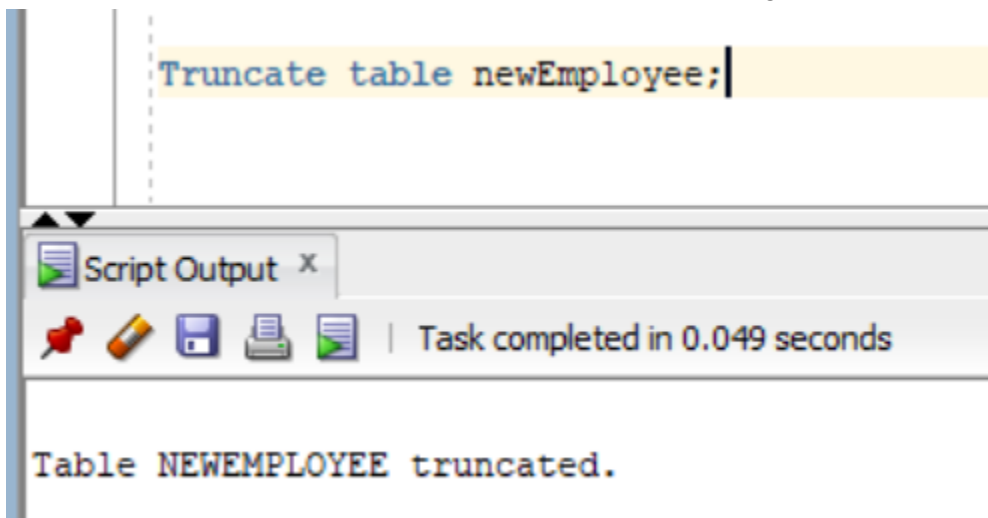 Truncate table newEmployee;
Script Output x
Task completed in 0.049 seconds
Table NEWEMPLOYEE truncated.